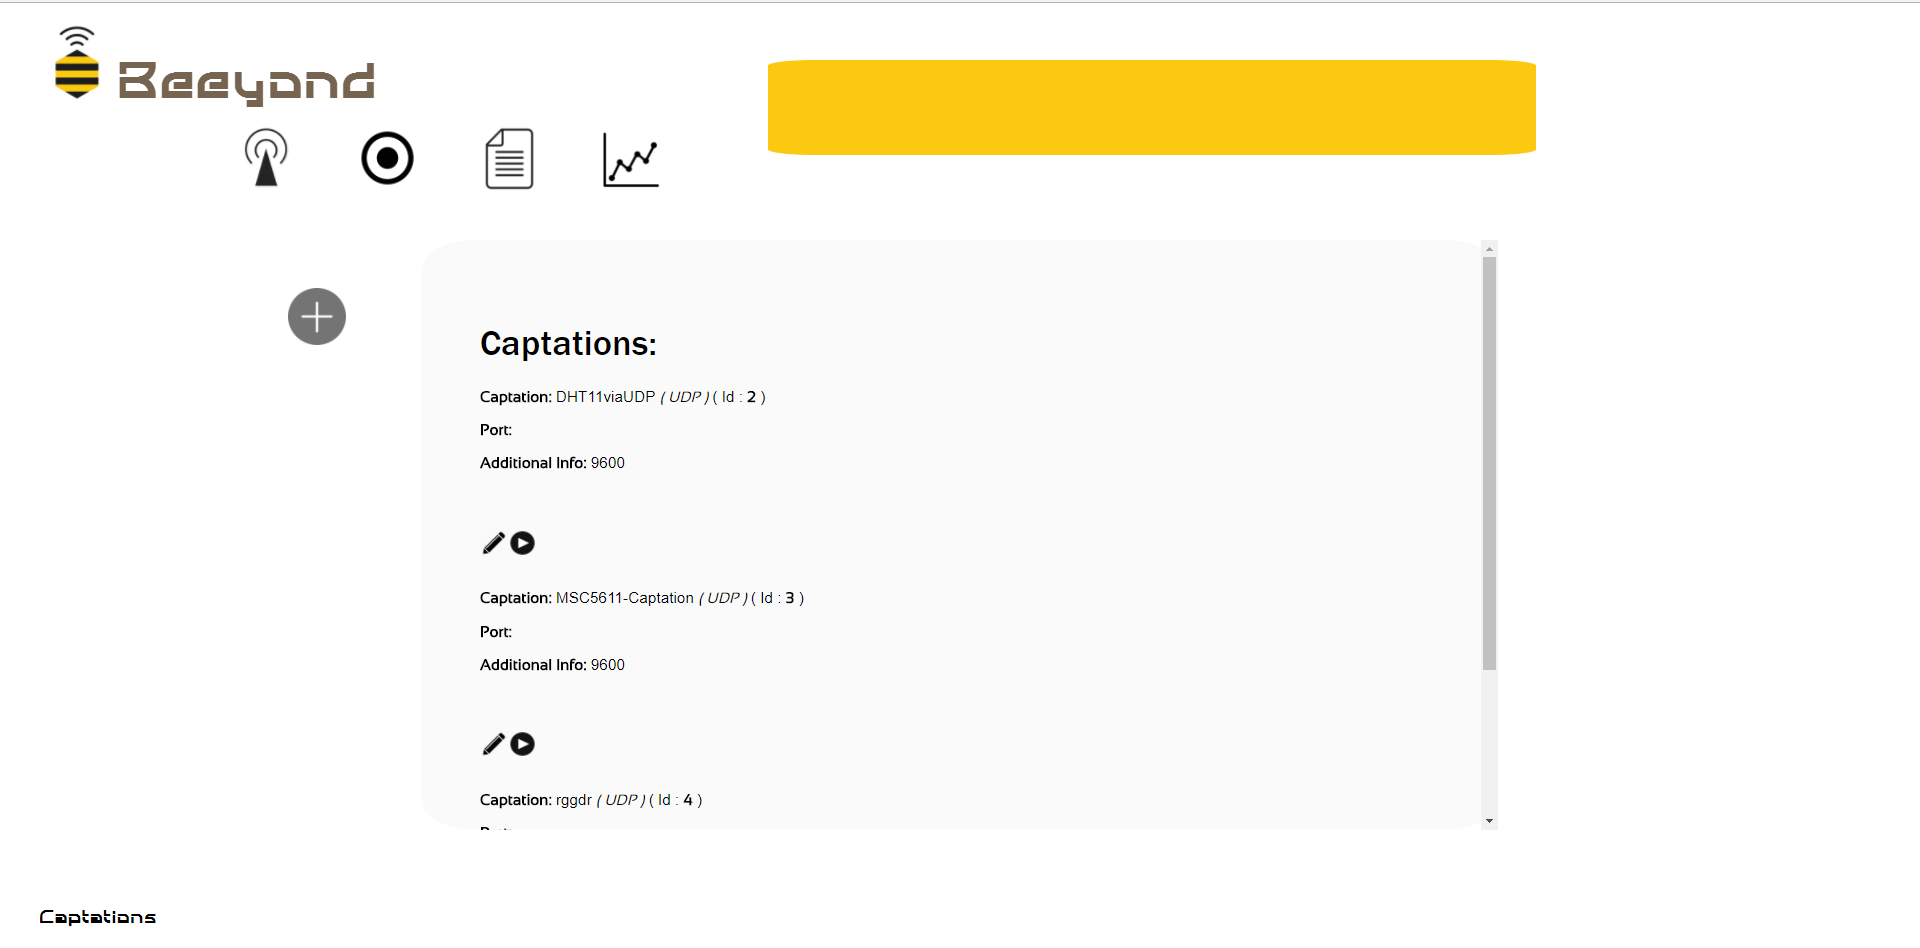 Beeyond
Captations:
Captation: DHT11viaUDP ( UDP ) ( Id : 2 )
Port:
Additional Info: 9600
Captation: MSC5611-Captation ( UDP ) ( Id : 3 )
Port:
Additional Info: 9600
Captation: rggdr ( UDP ) ( Id : 4 )
Captations